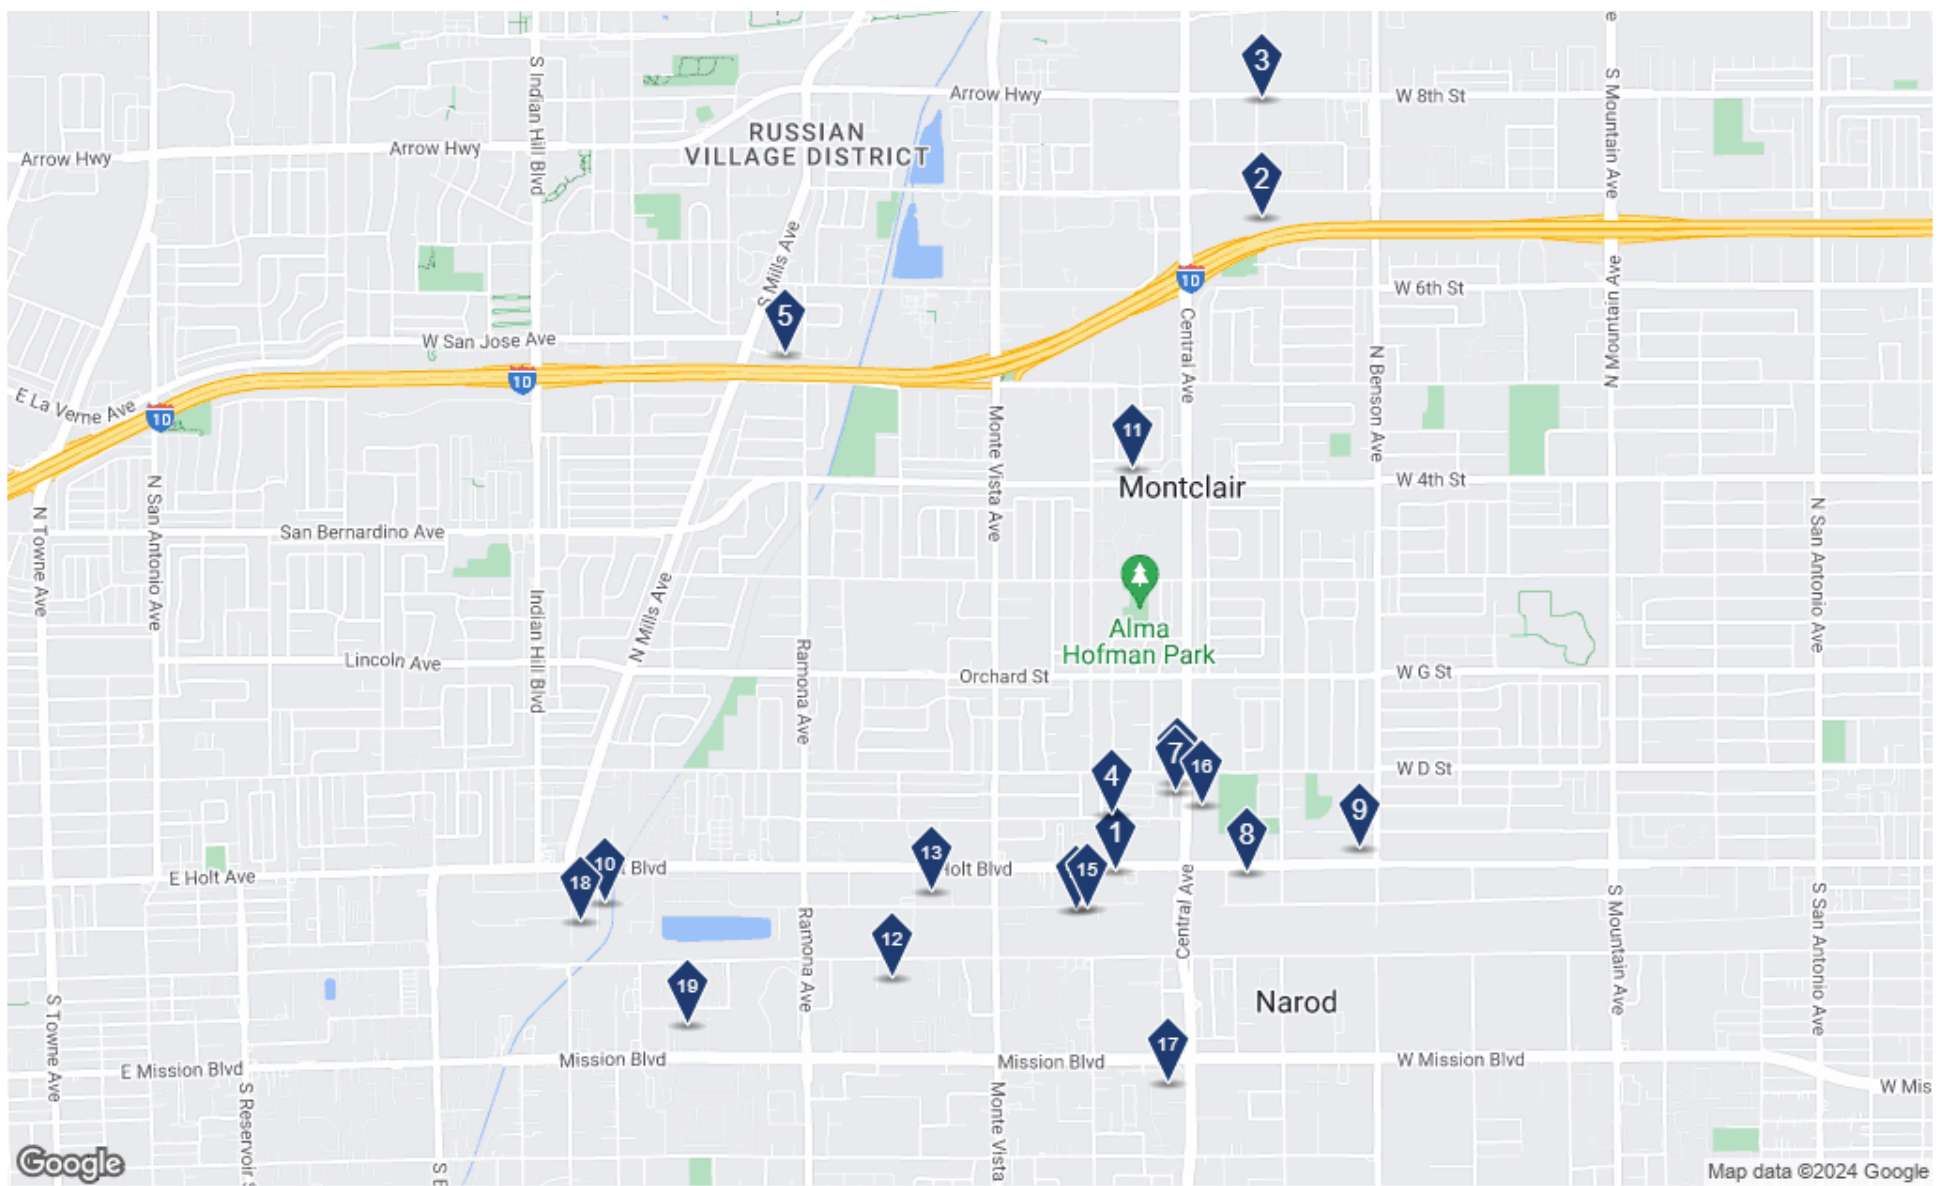 S Indian Hill Blvd
Arrow Hwy
Arrow Hwy
Arrow Hwy
RUSSIAN
VILLAGE DISTRICT
3
W 8th St
S Mountain Ave
e
2
S Mills Ave
5
10
W 6th St
N Mountain Ave
W San Jose Ave
Central Ave
10
N Benson Ave
E La Verne Ave
10
11
Monte Vista Ave
W 4th St
Montclair
N Towne Ave
N San Antonio Ave
San Bernardino Ave
N San Antonio Ave
Indian Hill Blvd
N Mills Ave
Alma
Hofman Park
Lincoln Ave
Ramona Ave
Orchard St
W G St
7
16
4
W D St
9
1
8
13
10
18
15
E Holt Ave
t Blvd
Holt Blvd
Central Ave
S Mountain Ave
S San Antonio Ave
12
Ramona Ave
19
Narod
S Towne Ave
17
E Mission Blvd
Mission Blvd
Mission Blvd
W Mission Blvd
W Mis
S Reservoir S
Monte Vista
S E
Google
Map data ©2024 Google